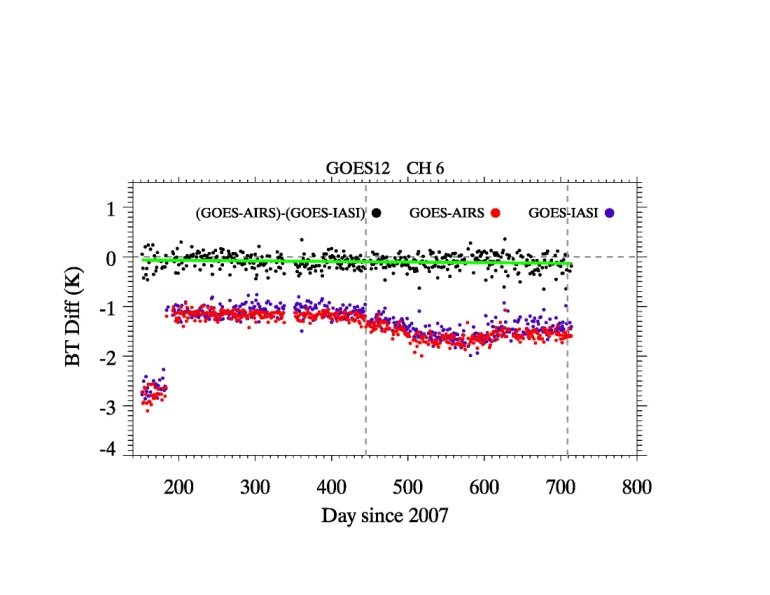 GOES12 CH 6
(GOES-AIRS)-(GOES-IASI) GOES-AIRS GOES-IASI
1
0
-1
-2
-3
-4
BT Diff (K)
200 300 400 500 600 700 800
Day since 2007